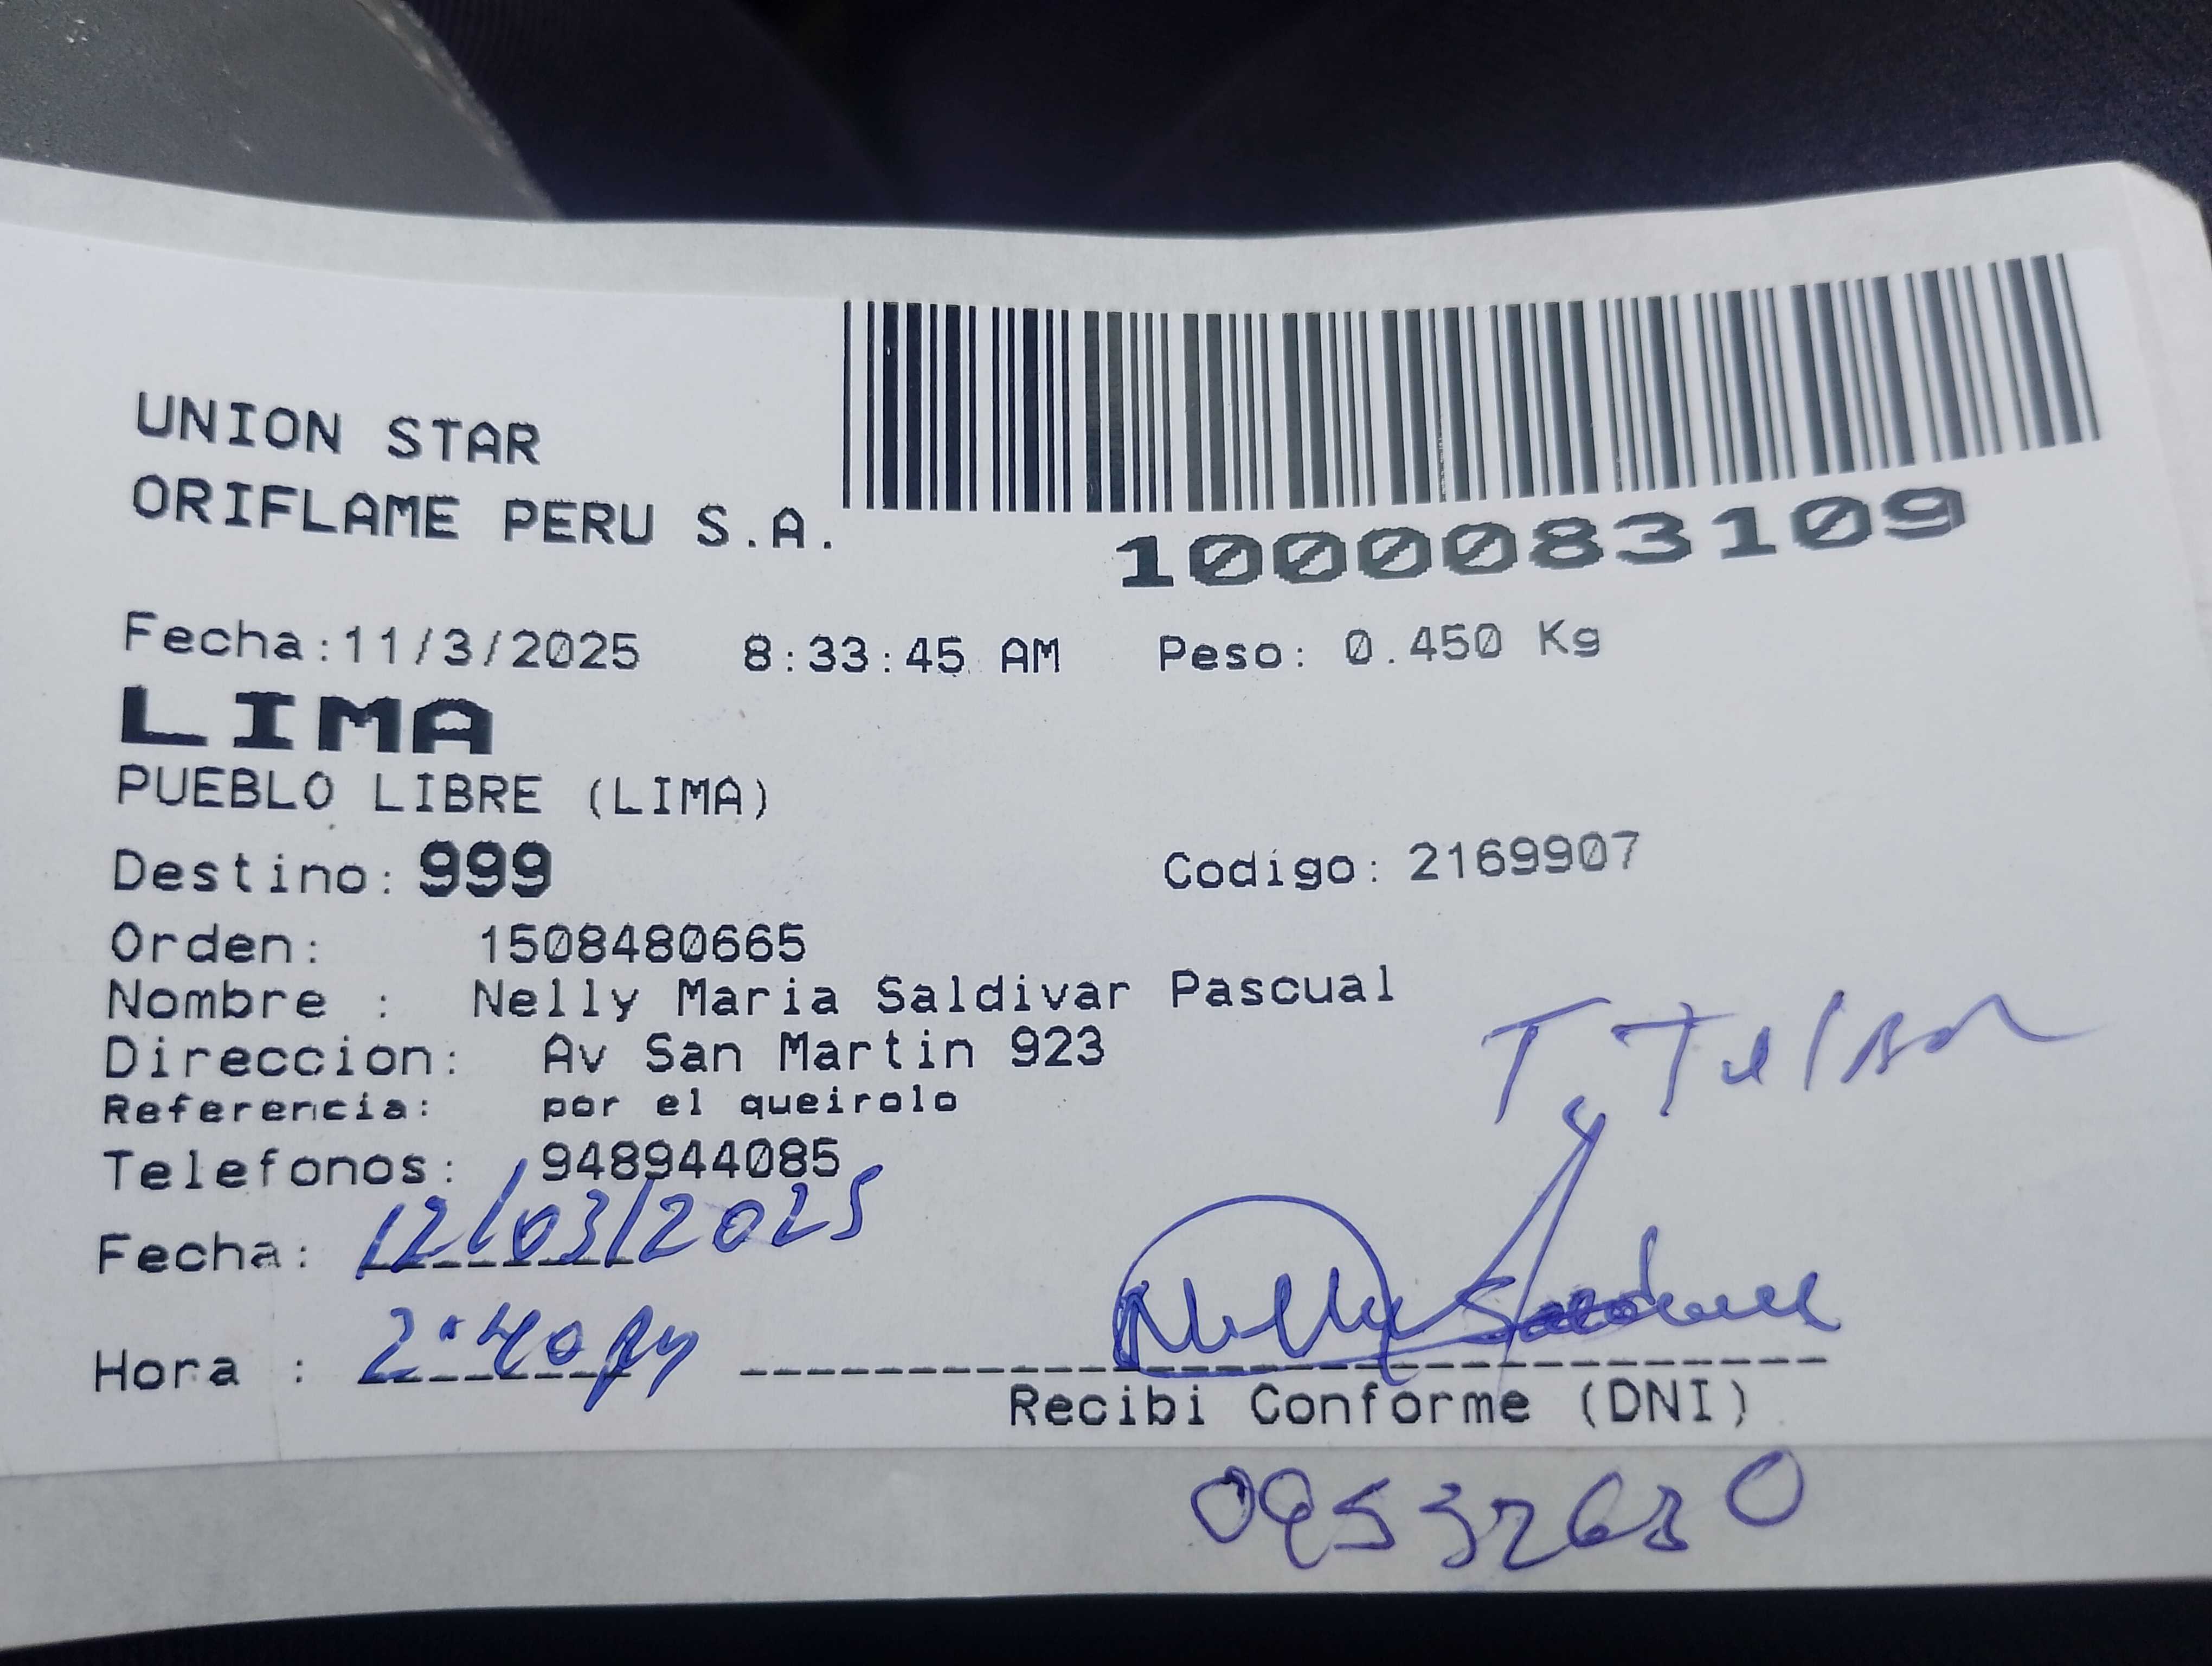 UNION STAR
ORIFLAME PERU S.A.
1000083109
Fecha:11/3/2025 8:33:45 AM Peso: 0.450 Kg
LIMA
PUEBLO LIBRE (LIMA)
Destino: 999 Codigo: 2169907
Orden: 1508480665
Nombre : Nelly Maria Saldivar Pascual
Direccion: Av San Martin 923
Referencia: por el queirolo
Telefonos: 948944085
Fecha: 12/03/2025
Hora : 2:40 pm
Nelly
Recibi Conforme (DNI)